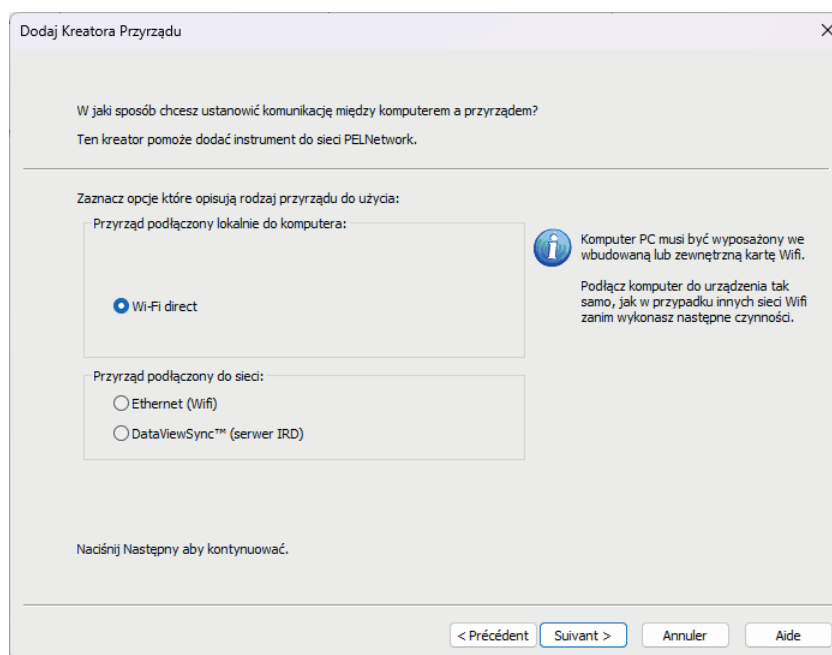 Dodaj Kreatora Przyrządu
W jaki sposób chcesz ustanowić komunikację między komputerem a przyrządem?
Ten kreator pomoże dodać instrument do sieci PELNetwork.
Zaznacz opcje które opisują rodzaj przyrządu do użycia:
Przyrząd podłączony lokalnie do komputera:
Wi-Fi direct
Komputer PC musi być wyposażony we
wbudowaną lub zewnętrzną kartę Wifi.
Podłącz komputer do urządzenia tak
samo, jak w przypadku innych sieci Wifi
zanim wykonasz następne czynności.
Przyrząd podłączony do sieci:
Ethernet (Wifi)
DataViewSync™ (serwer IRD)
Naciśnij Następny aby kontynuować.
< Précédent
Suivant >
Annuler
Aide